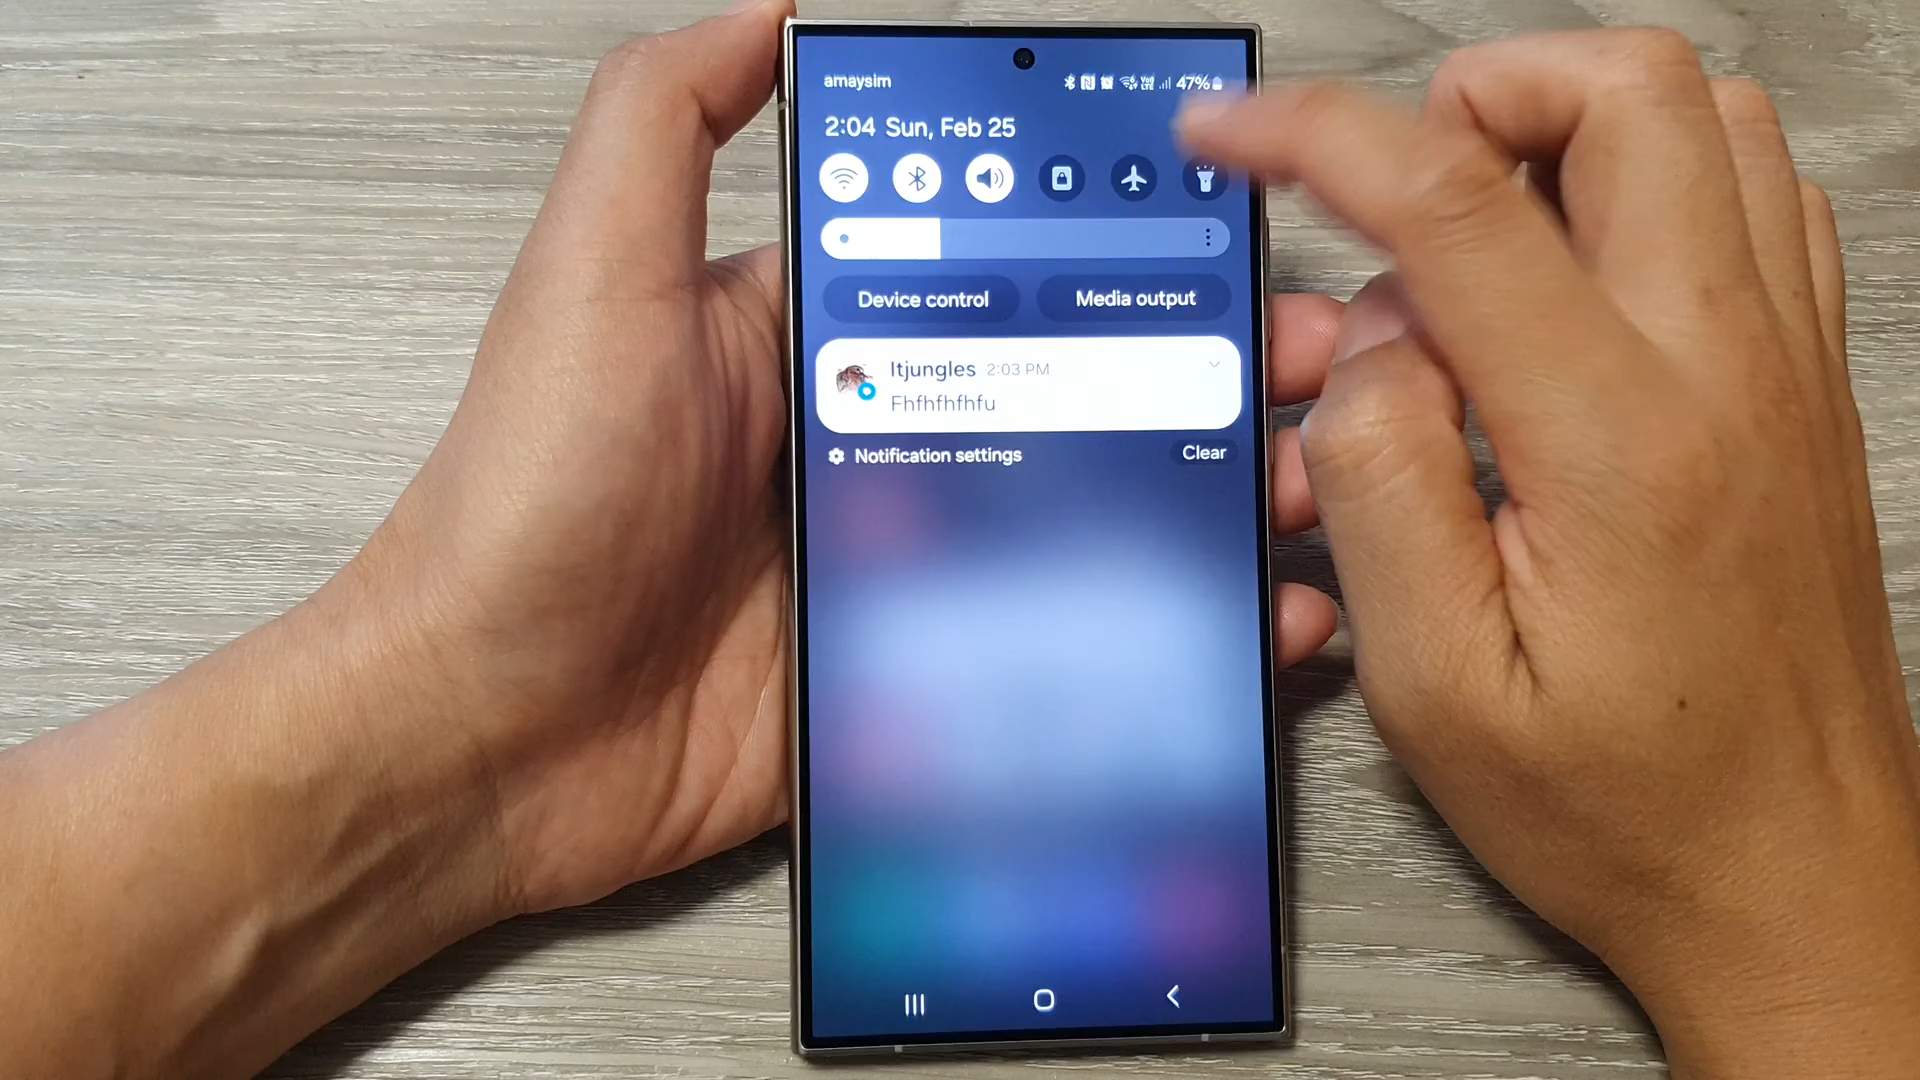 amaysim 47%
2:04 Sun, Feb 25
Device control Media output
Itjungles 2:03 PM
Fhfhfhfhfu
Notification settings Clear